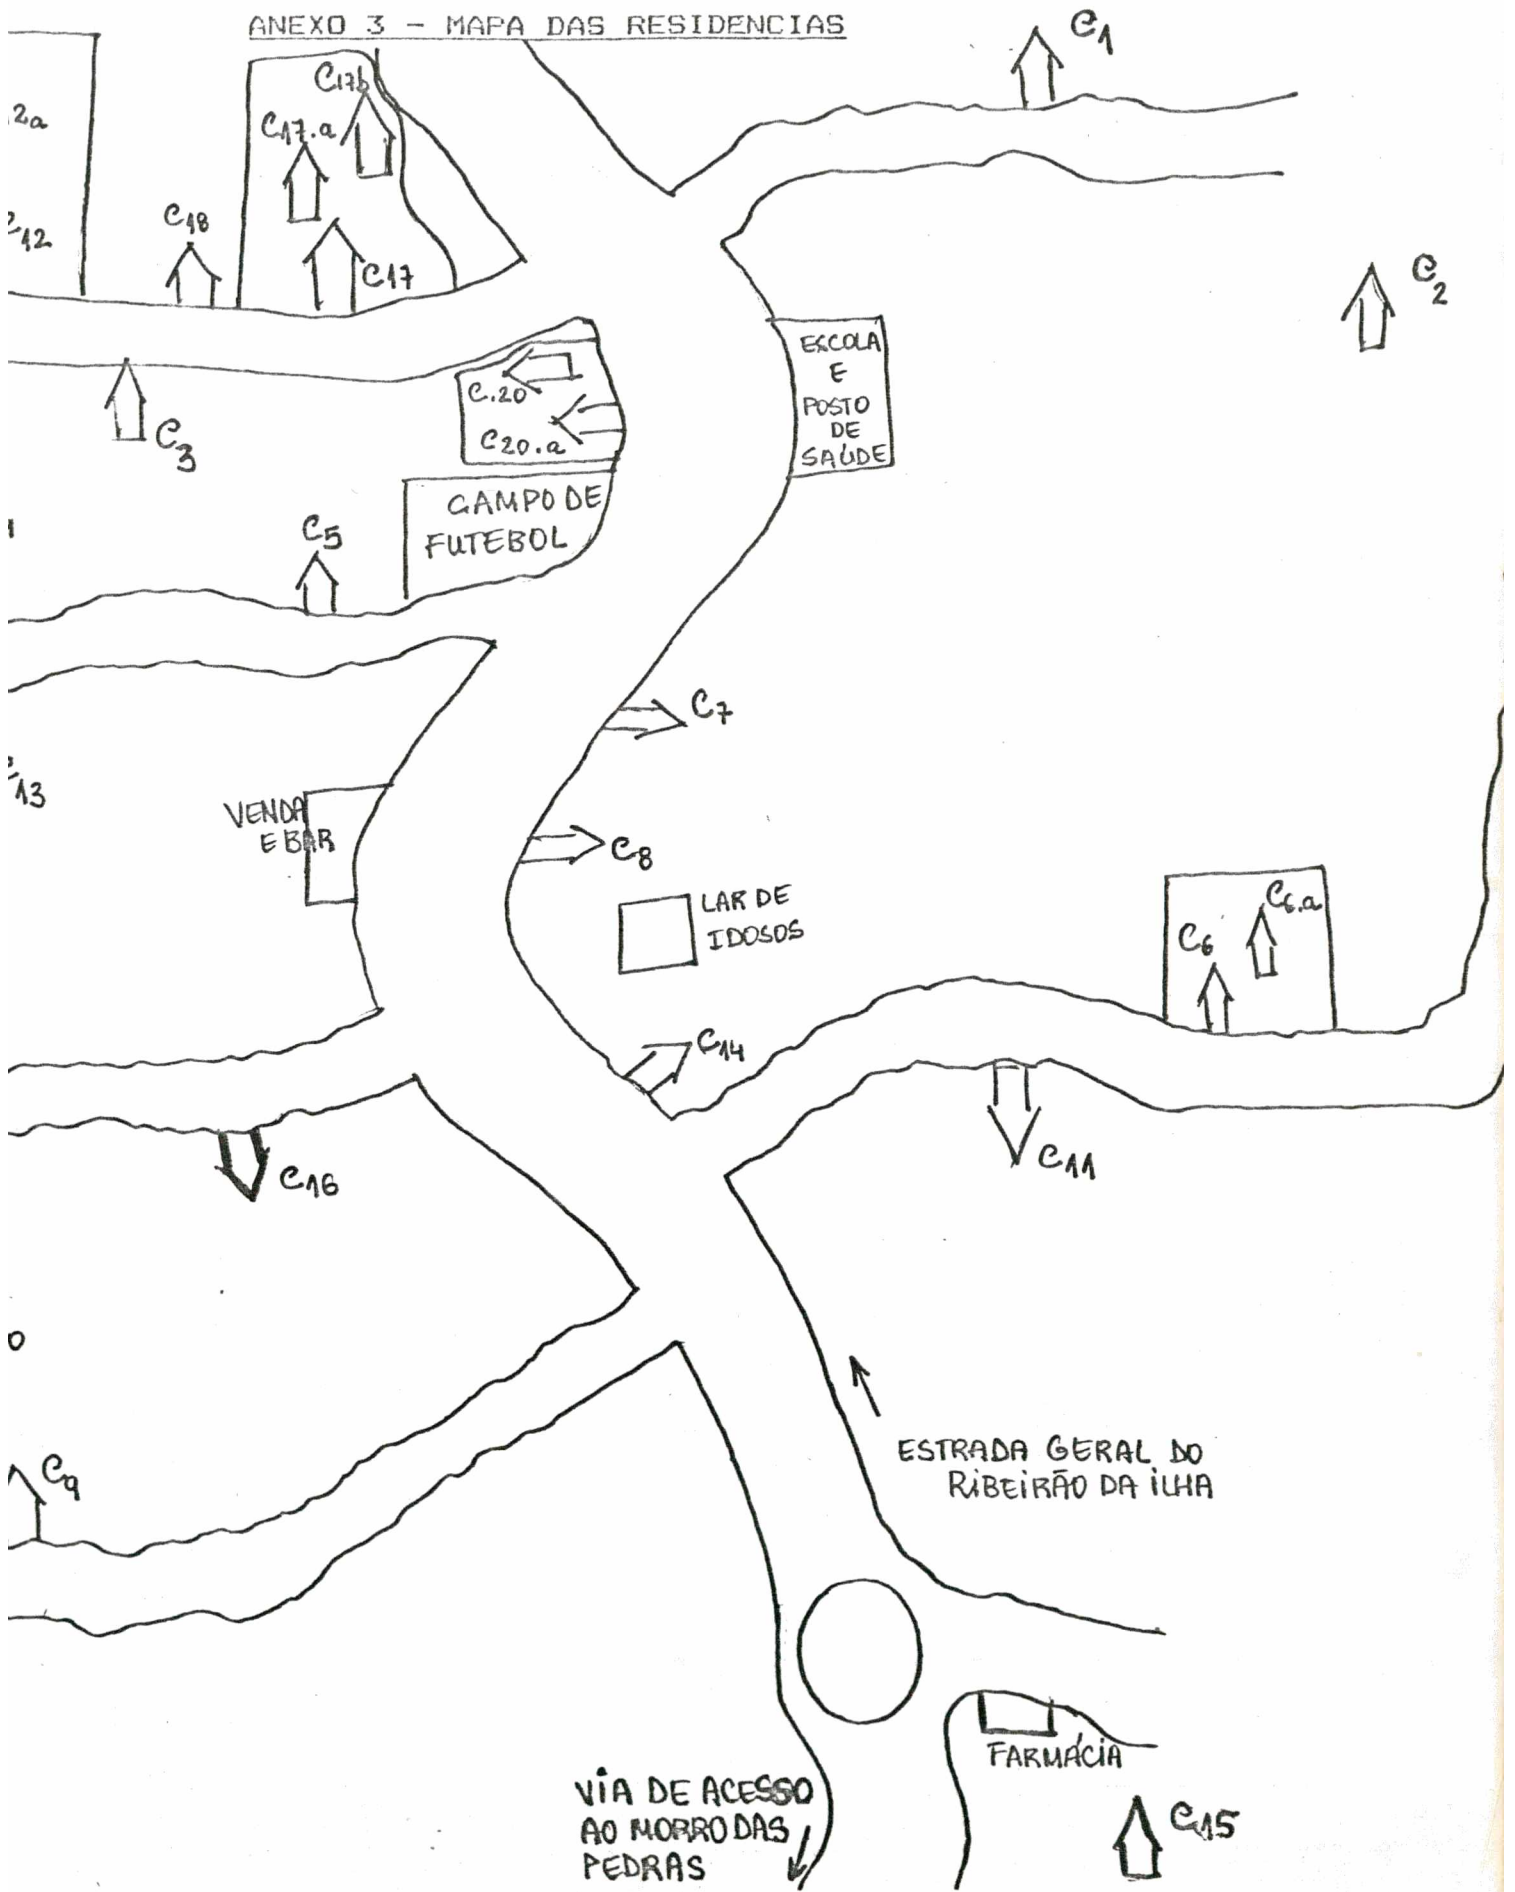 ANEXO 3 - MAPA DAS RESIDENCIAS
C1
C17b
2a
C17.a
C18
C12
C17
C2
ESCOLA
E
POSTO
DE
SAÚDE
C.20
C3
C20.a
CAMPO DE
FUTEBOL
C5
C7
C13
VENDA
E BAR
C8
LAR DE
IDOSOS
C6.a
C6
C14
C11
C16
ESTRADA GERAL DO
RIBEIRÃO DA ILHA
C9
FARMÁCIA
VIA DE ACESSO
AO MORRO DAS
PEDRAS
C15